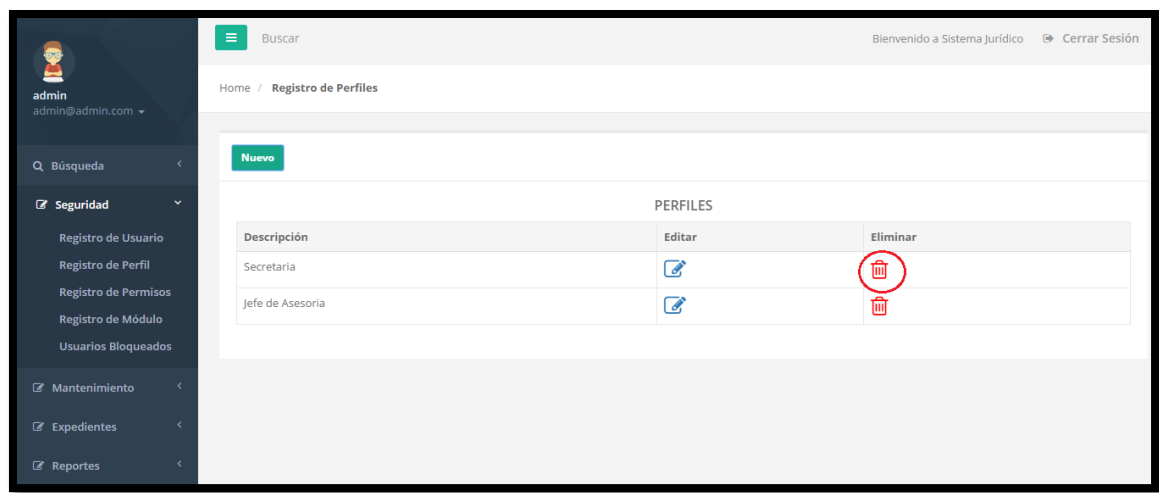 Buscar
Bienvenido a Sistema Jurídico
Cerrar Sesión
admin
admin@admin.com
Home / Registro de Perfiles
Búsqueda
Seguridad
Registro de Usuario
Registro de Perfil
Registro de Permisos
Registro de Módulo
Usuarios Bloqueados
Mantenimiento
Expedientes
Reportes
Nuevo
PERFILES
Descripción Editar Eliminar
Secretaria
Jefe de Asesoria